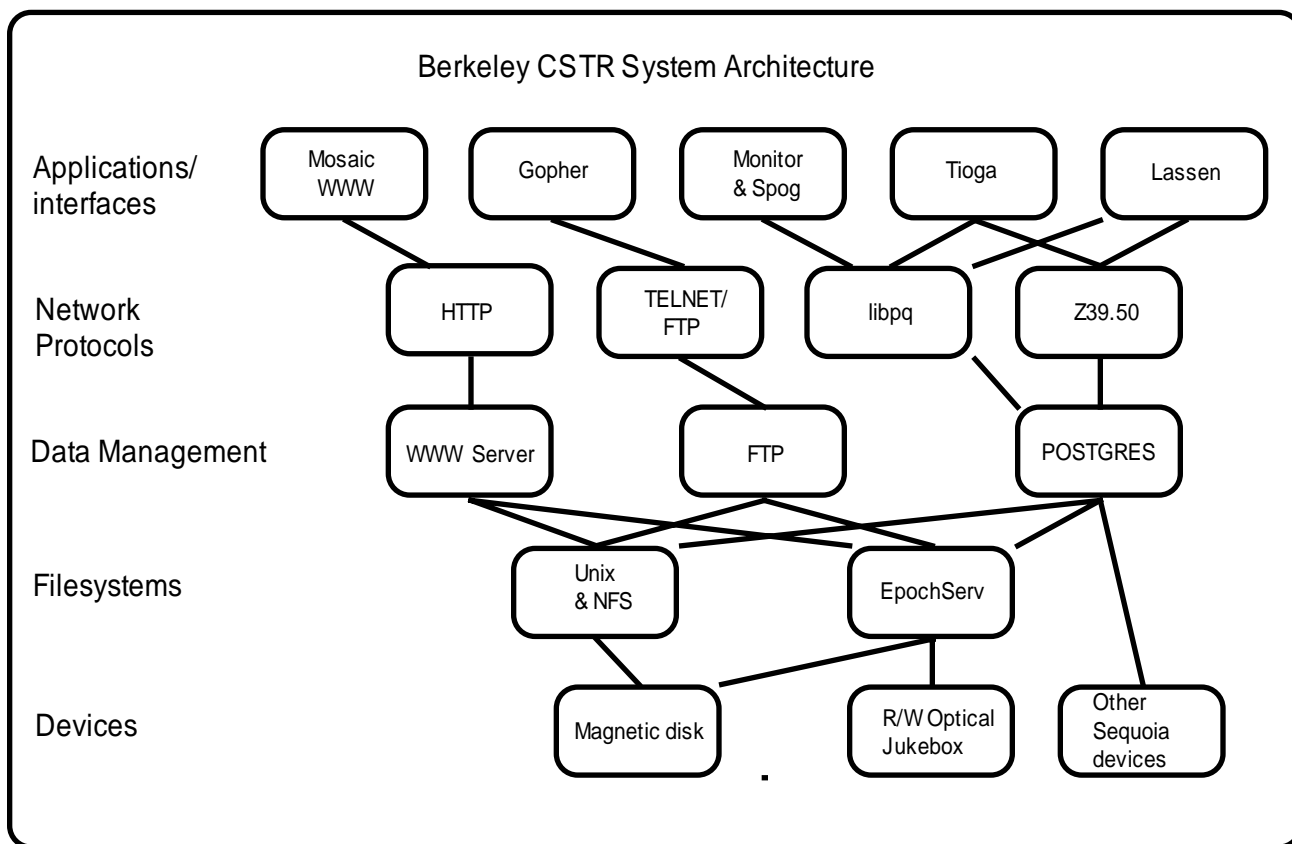 Berkeley CSTR System Architecture
Applications/
interfaces
Mosaic
WWW
Gopher
Monitor
& Spog
Tioga
Lassen
Network
Protocols
HTTP
TELNET/
FTP
libpq
Z39.50
Data Management
WWW Server
FTP
POSTGRES
Filesystems
Unix
& NFS
EpochServ
Devices
Magnetic disk
R/W Optical
Jukebox
Other
Sequoia
devices